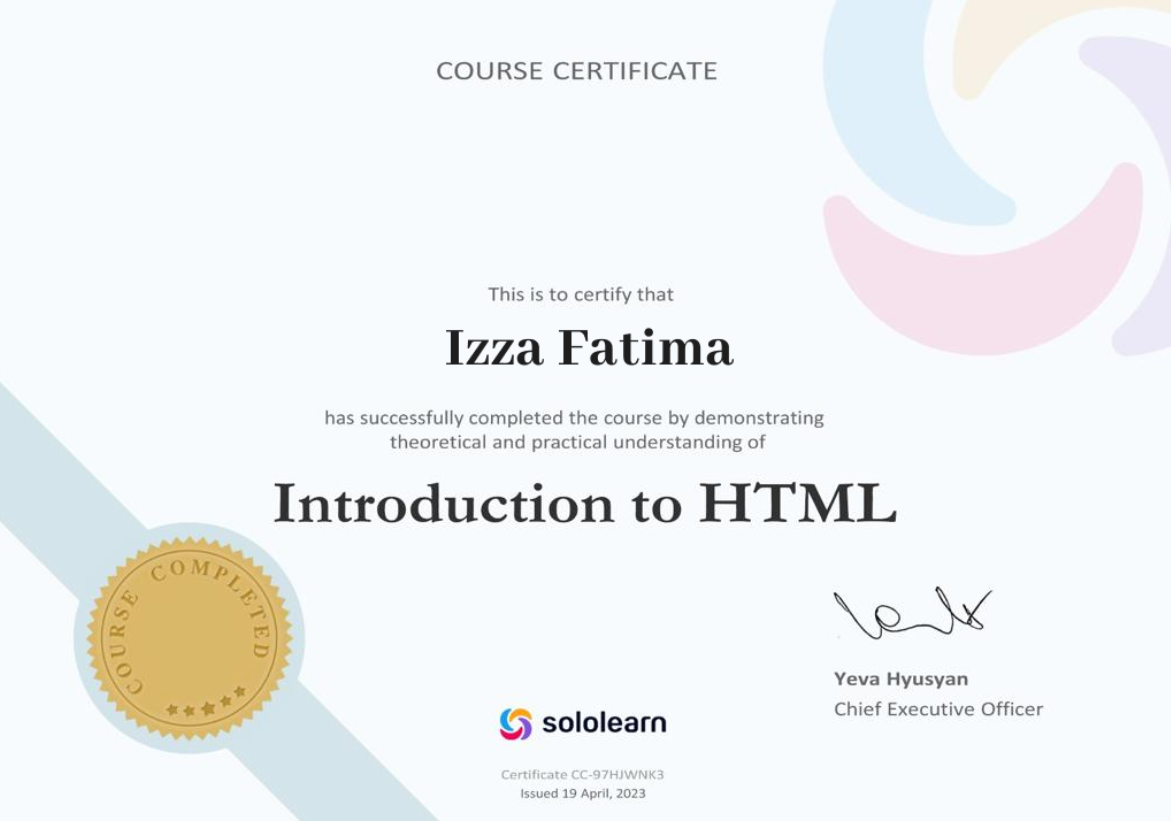 COURSE CERTIFICATE
This is to certify that
Izza Fatima
has successfully completed the course by demonstrating
theoretical and practical understanding of
Introduction to HTML
COURSE COMPLETED
Yeva Hyusyan
Chief Executive Officer
sololearn
Certificate CC-97HJWNK3
Issued 19 April, 2023